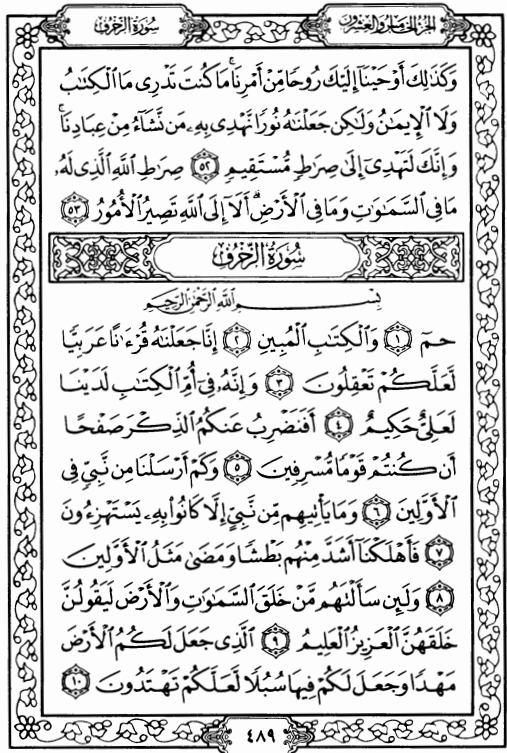 الجزء الخامس والعشرون
سورة الزخرف
وَكَذَٰلِكَ أَوْحَيْنَآ إِلَيْكَ رُوحًا مِّنْ أَمْرِنَا ۚ مَا كُنتَ تَدْرِى مَا ٱلْكِتَٰبُ
وَلَا ٱلْإِيمَٰنُ وَلَٰكِن جَعَلْنَٰهُ نُورًا نَّهْدِى بِهِۦ مَن نَّشَآءُ مِنْ عِبَادِنَا ۚ
وَإِنَّكَ لَتَهْدِىٓ إِلَىٰ صِرَٰطٍ مُّسْتَقِيمٍ ٥٢ صِرَٰطِ ٱللَّهِ ٱلَّذِى لَهُۥ
مَا فِى ٱلسَّمَٰوَٰتِ وَمَا فِى ٱلْأَرْضِ ۗ أَلَآ إِلَى ٱللَّهِ تَصِيرُ ٱلْأُمُورُ ٥٣
سُورَةُ الزُّخْرُفِ
بِسْمِ ٱللَّهِ ٱلرَّحْمَٰنِ ٱلرَّحِيمِ
حمٓ ١ وَٱلْكِتَٰبِ ٱلْمُبِينِ ٢ إِنَّا جَعَلْنَٰهُ قُرْءَٰنًا عَرَبِيًّا
لَّعَلَّكُمْ تَعْقِلُونَ ٣ وَإِنَّهُۥ فِىٓ أُمِّ ٱلْكِتَٰبِ لَدَيْنَا
لَعَلِىٌّ حَكِيمٌ ٤ أَفَنَضْرِبُ عَنكُمُ ٱلذِّكْرَ صَفْحًا
أَن كُنتُمْ قَوْمًا مُّسْرِفِينَ ٥ وَكَمْ أَرْسَلْنَا مِن نَّبِىٍّ فِى
ٱلْأَوَّلِينَ ٦ وَمَا يَأْتِيهِم مِّن نَّبِىٍّ إِلَّا كَانُوا۟ بِهِۦ يَسْتَهْزِءُونَ
٧ فَأَهْلَكْنَآ أَشَدَّ مِنْهُم بَطْشًا وَمَضَىٰ مَثَلُ ٱلْأَوَّلِينَ
٨ وَلَئِن سَأَلْتَهُم مَّنْ خَلَقَ ٱلسَّمَٰوَٰتِ وَٱلْأَرْضَ لَيَقُولُنَّ
خَلَقَهُنَّ ٱلْعَزِيزُ ٱلْعَلِيمُ ٩ ٱلَّذِى جَعَلَ لَكُمُ ٱلْأَرْضَ
مَهْدًا وَجَعَلَ لَكُمْ فِيهَا سُبُلًا لَّعَلَّكُمْ تَهْتَدُونَ ١٠
٤٨٩